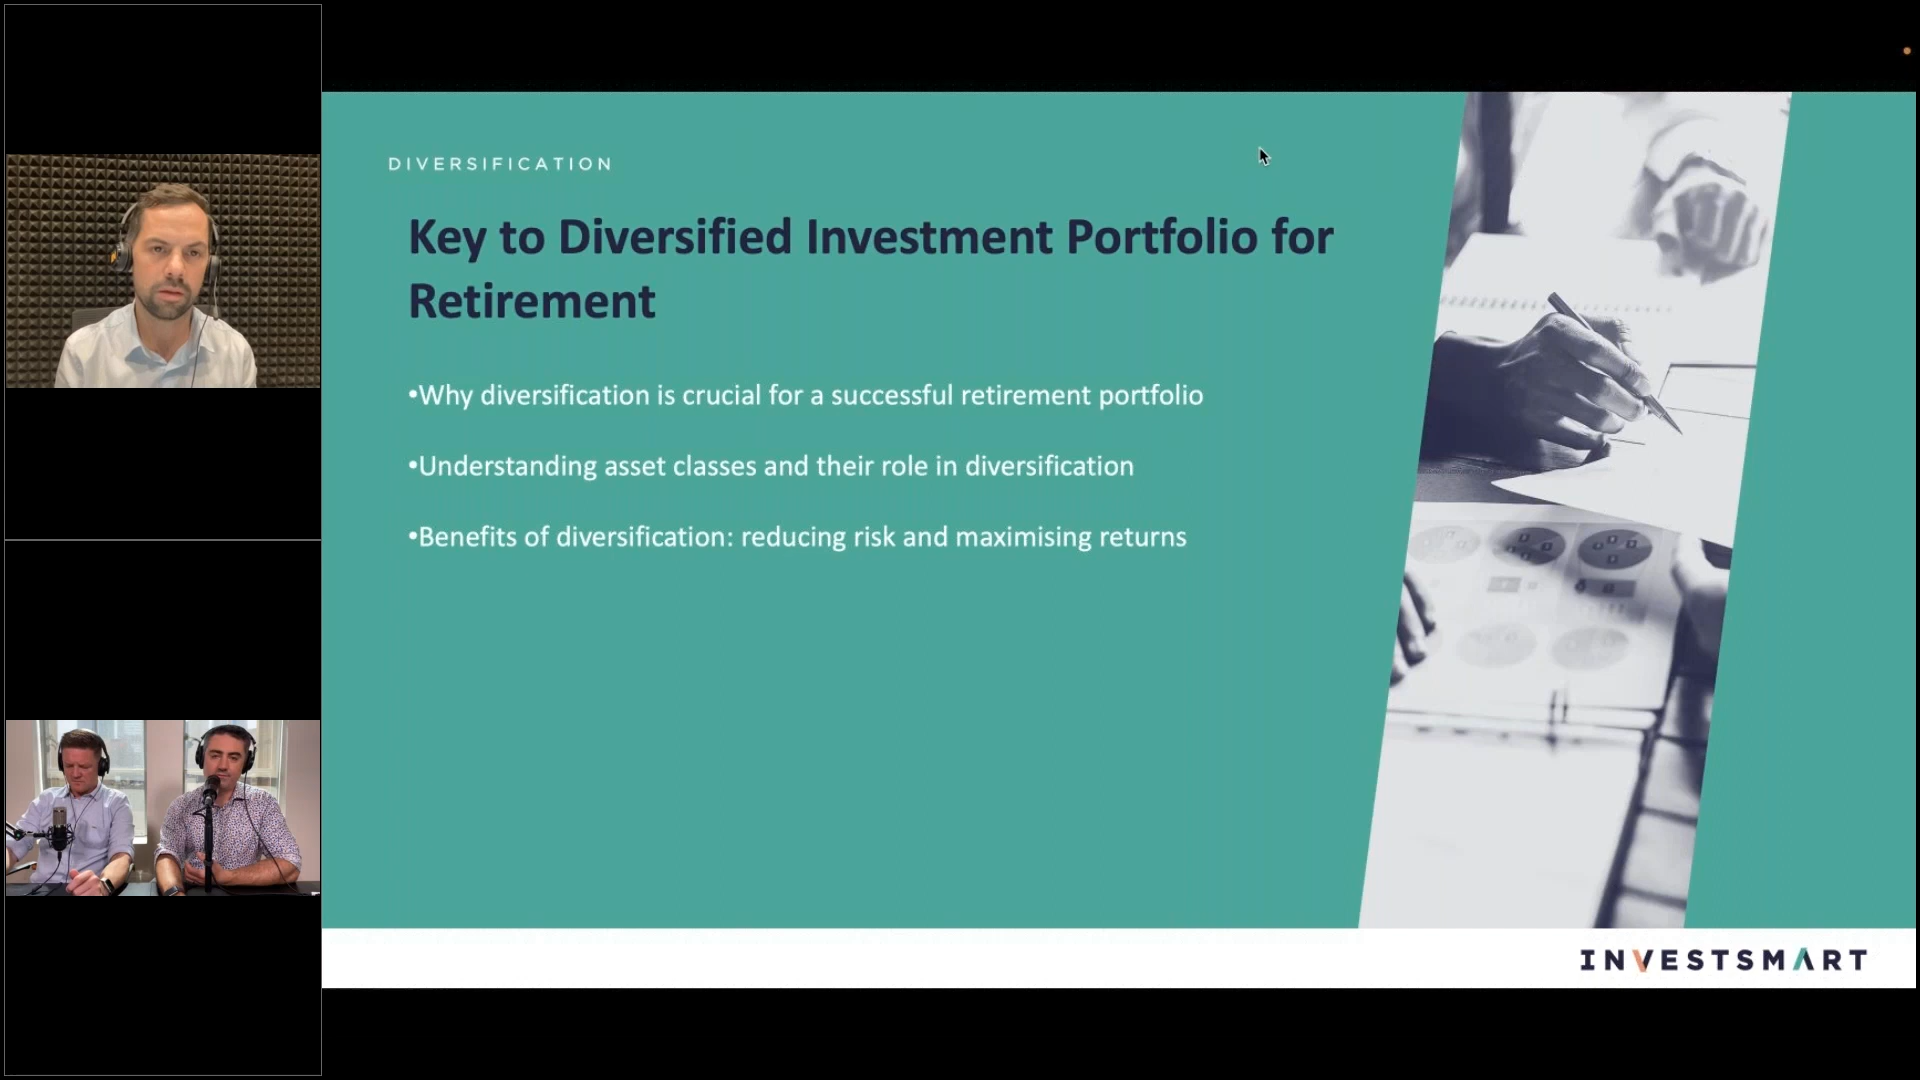 DIVERSIFICATION
Key to Diversified Investment Portfolio for
Retirement
•Why diversification is crucial for a successful retirement portfolio
•Understanding asset classes and their role in diversification
•Benefits of diversification: reducing risk and maximising returns
INVESTSMART